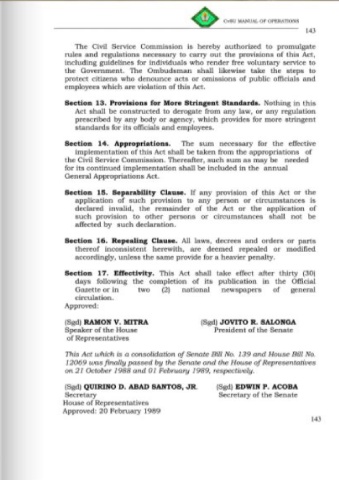 CvSU MANUAL OF OPERATIONS
143
The Civil Service Commission is hereby authorized to promulgate
rules and regulations necessary to carry out the provisions of this Act,
including guidelines for individuals who render free voluntary service to
the Government. The Ombudsman shall likewise take the steps to
protect citizens who denounce acts or omissions of public officials and
employees which are violation of this Act.
Section 13. Provisions for More Stringent Standards. Nothing in this
Act shall be constructed to derogate from any law, or any regulation
prescribed by any body or agency, which provides for more stringent
standards for its officials and employees.
Section 14. Appropriations. The sum necessary for the effective
implementation of this Act shall be taken from the appropriations of
the Civil Service Commission. Thereafter, such sum as may be needed
for its continued implementation shall be included in the annual
General Appropriations Act.
Section 15. Separability Clause. If any provision of this Act or the
application of such provision to any person or circumstances is
declared invalid, the remainder of the Act or the application of
such provision to other persons or circumstances shall not be
affected by such declaration.
Section 16. Repealing Clause. All laws, decrees and orders or parts
thereof inconsistent herewith, are deemed repealed or modified
accordingly, unless the same provide for a heavier penalty.
Section 17. Effectivity. This Act shall take effect after thirty (30)
days following the completion of its publication in the Official
Gazette or in two (2) national newspapers of general
circulation.
Approved:
(Sgd) RAMON V. MITRA (Sgd) JOVITO R. SALONGA
Speaker of the House President of the Senate
of Representatives
This Act which is a consolidation of Senate Bill No. 139 and House Bill No.
12069 was finally passed by the Senate and the House of Representatives
on 21 October 1988 and 01 February 1989, respectively.
(Sgd) QUIRINO D. ABAD SANTOS, JR. (Sgd) EDWIN P. ACOBA
Secretary Secretary of the Senate
House of Representatives
Approved: 20 February 1989
143